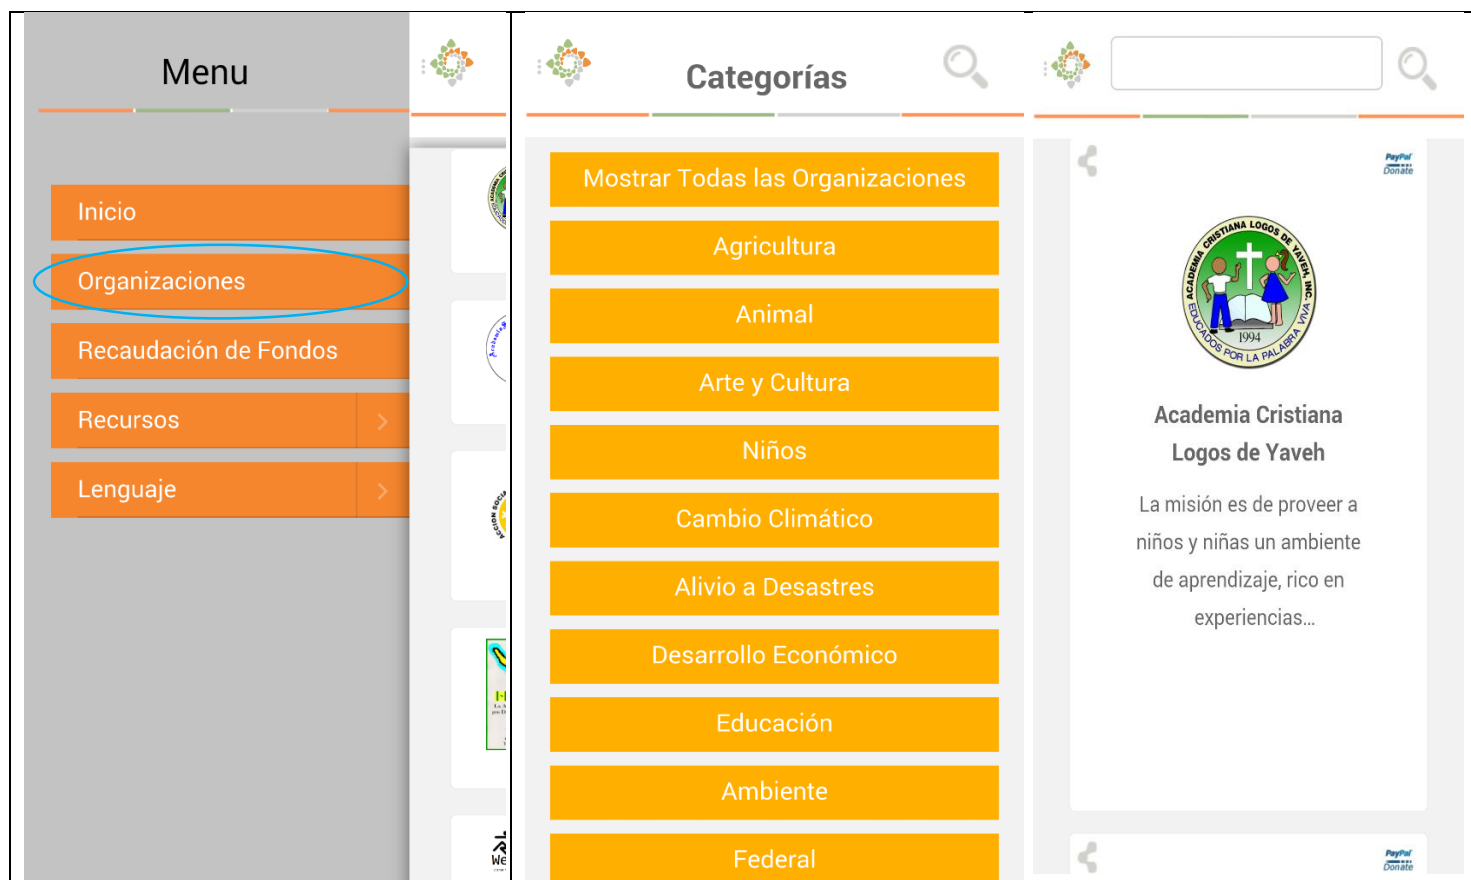 Menu
Inicio
Organizaciones
Recaudación de Fondos
Recursos
Lenguaje
We
Categorías
Mostrar Todas las Organizaciones
Agricultura
Animal
Arte y Cultura
Niños
Cambio Climático
Alivio a Desastres
Desarrollo Económico
Educación
Ambiente
Federal
PayPal
Donate
ACADEMIA CRISTIANA LOGOS DE YAVEH, INC.
1994
EDUCADOS POR LA PALABRA VIVA
Academia Cristiana
Logos de Yaveh
La misión es de proveer a
niños y niñas un ambiente
de aprendizaje, rico en
experiencias...
PayPal
Donate